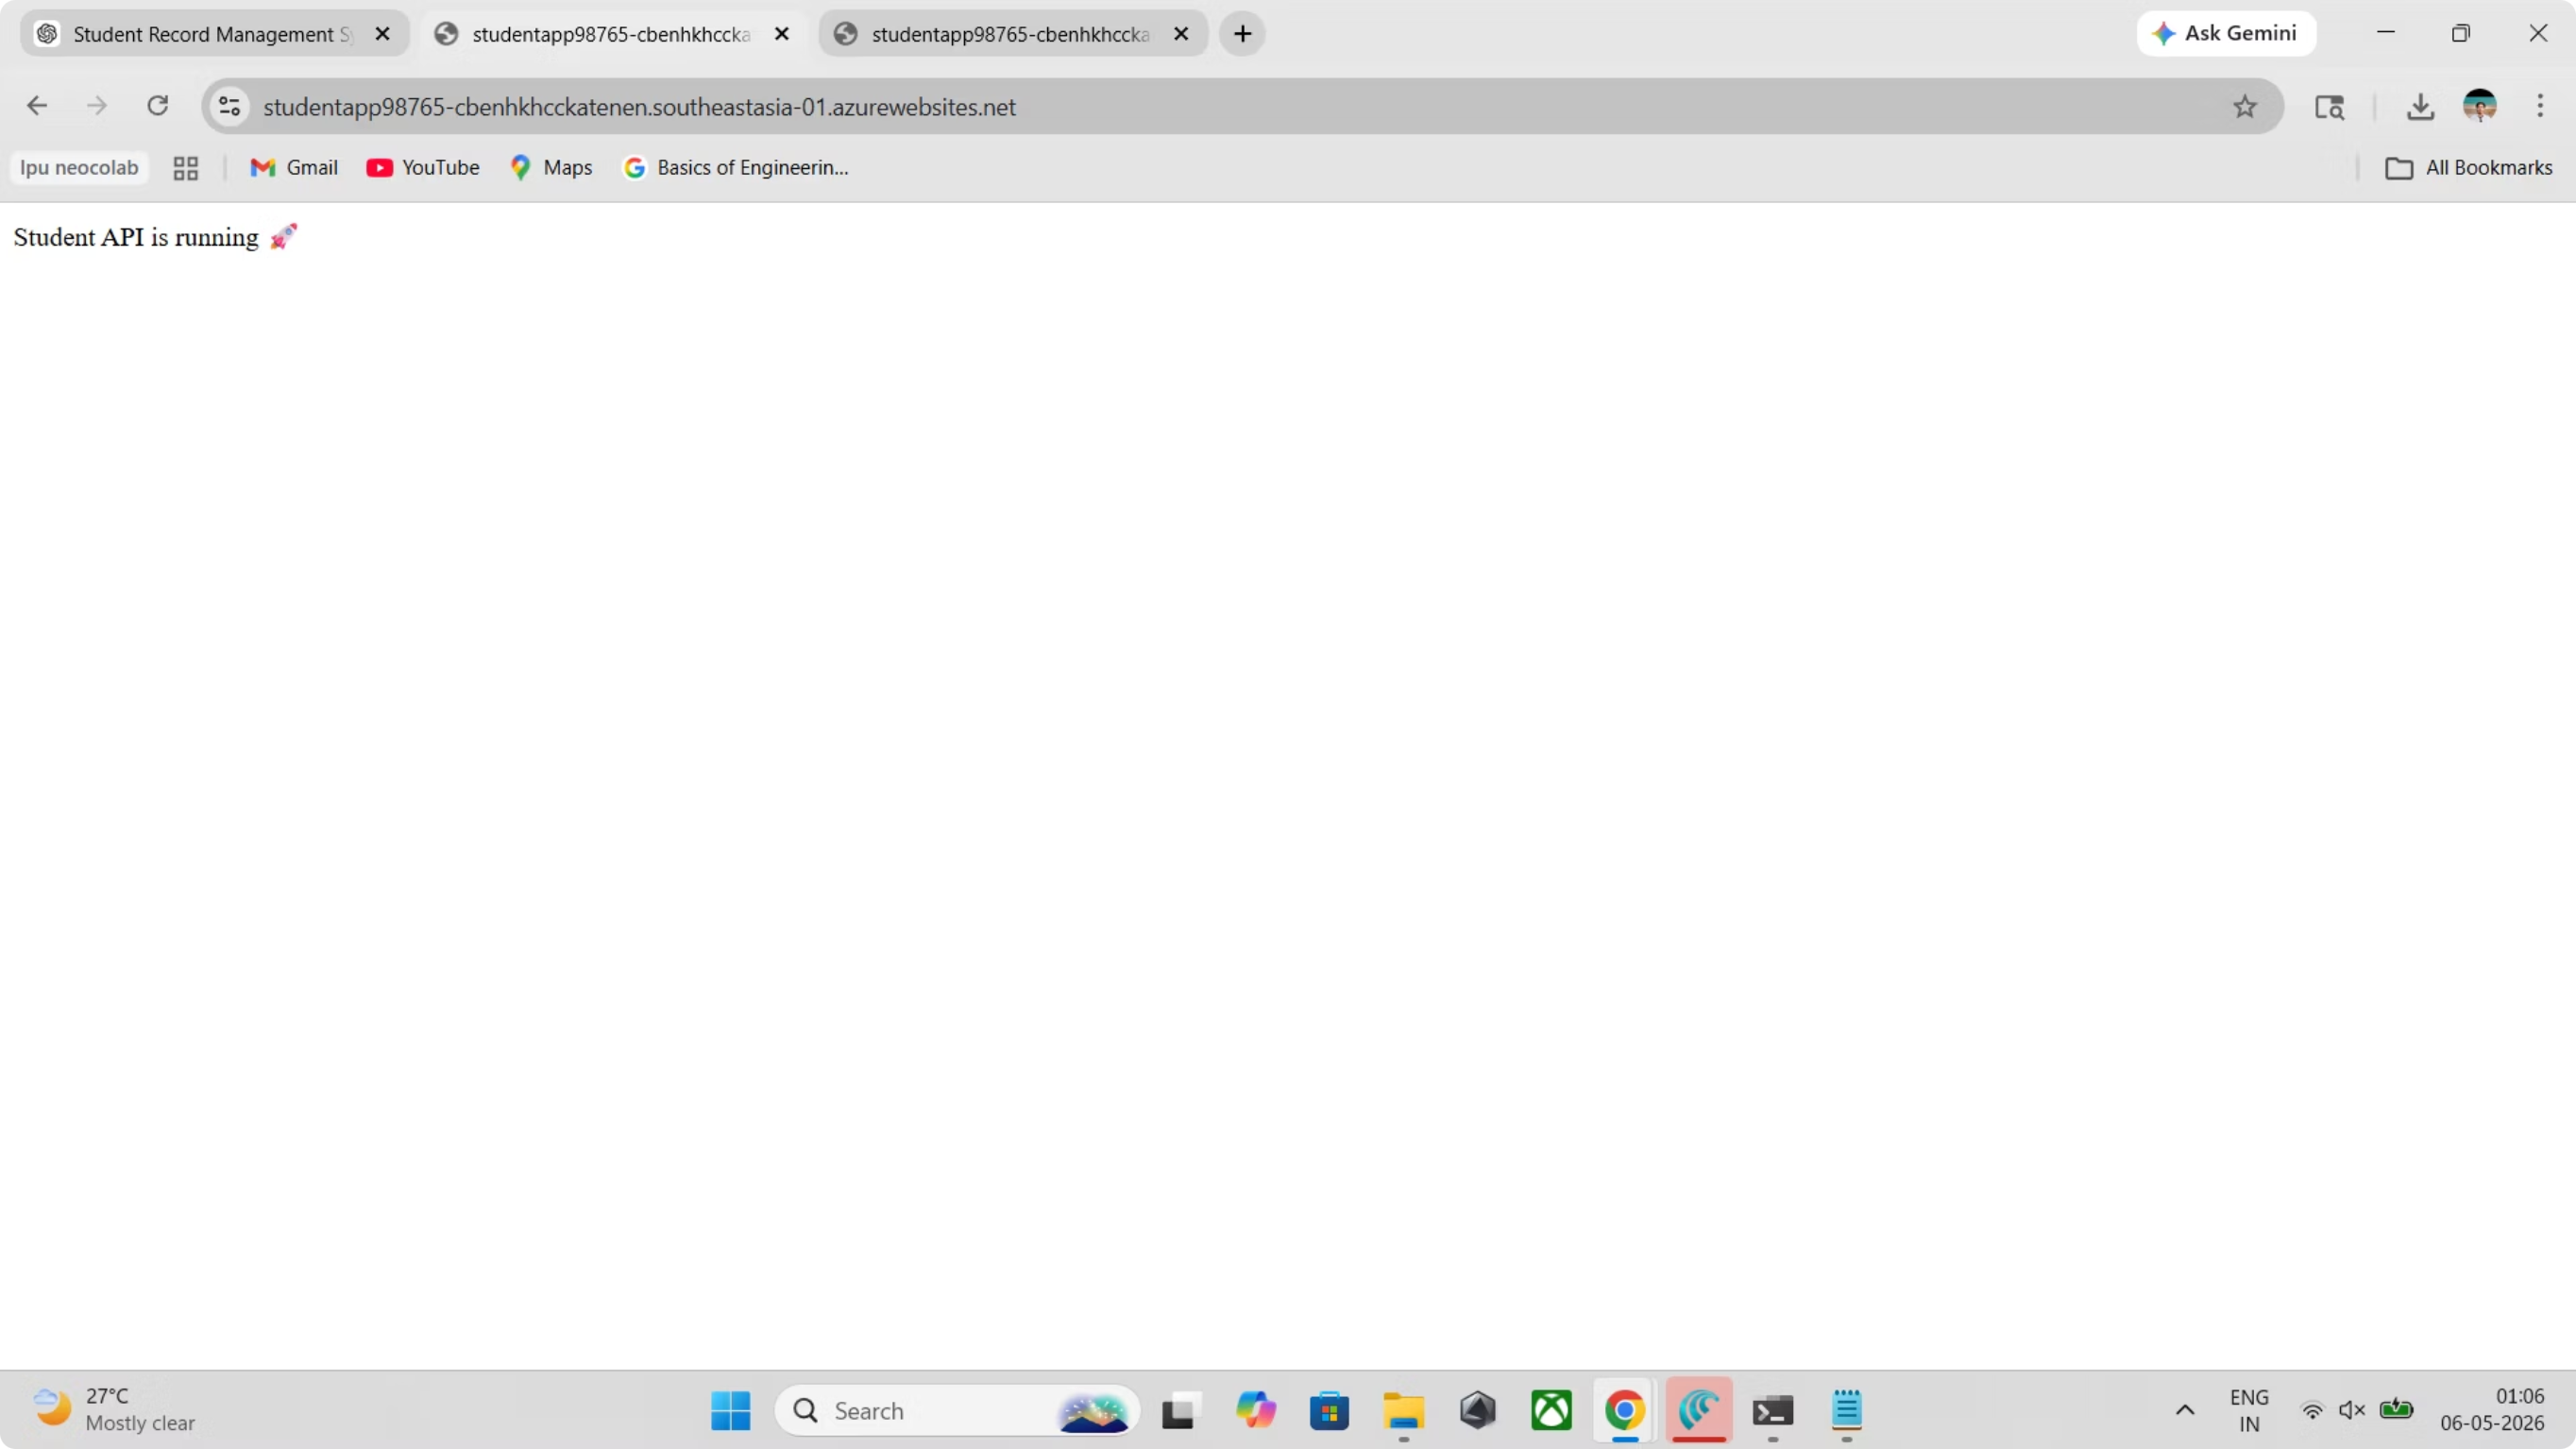 Student Record Management S
studentapp98765-cbenhkhccka
studentapp98765-cbenhkhccka
Ask Gemini
studentapp98765-cbenhkhcckatenen.southeastasia-01.azurewebsites.net
lpu neocolab
Gmail
YouTube
Maps
Basics of Engineerin...
All Bookmarks
Student API is running 🚀
27°C
Mostly clear
Search
ENG
IN
01:06
06-05-2026